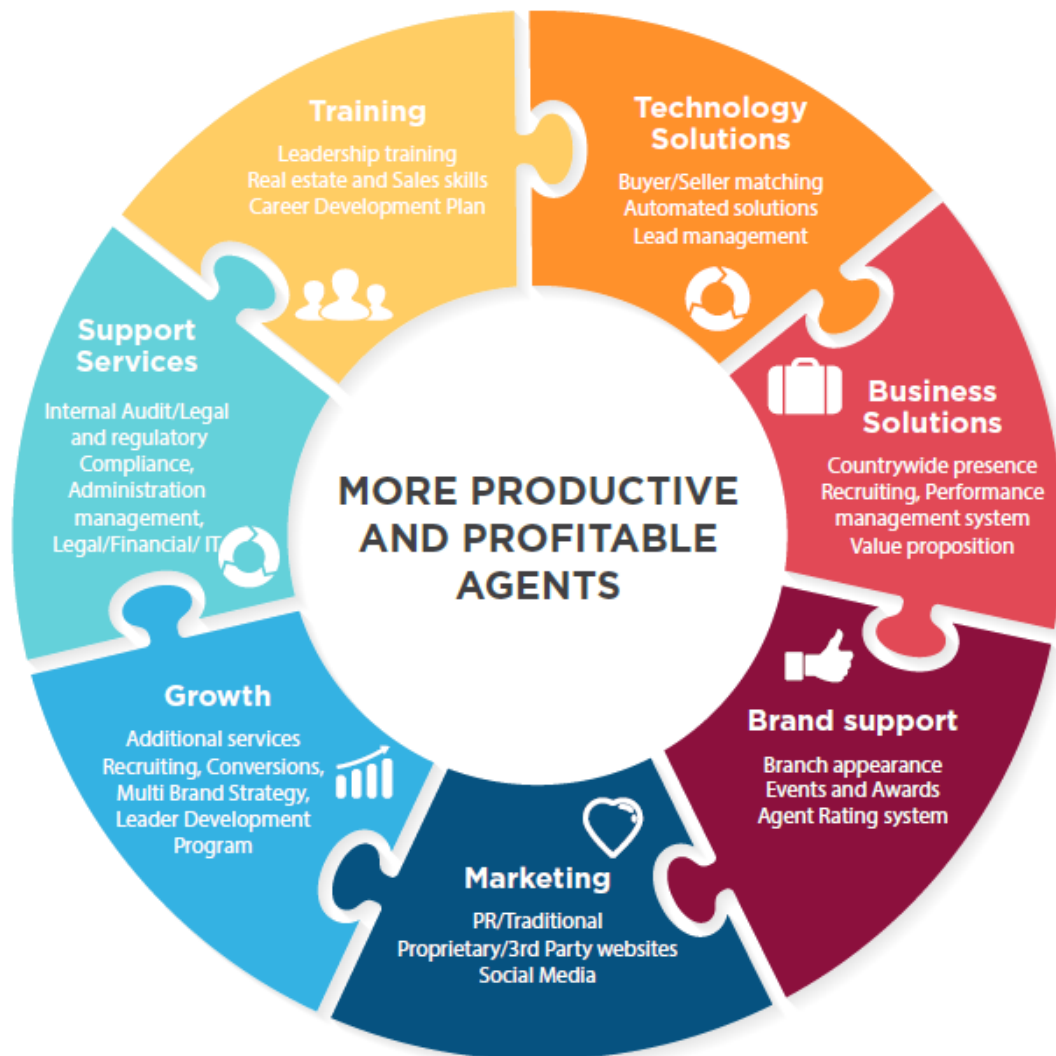 Training
Leadership training
Real estate and Sales skills
Career Development Plan
Technology
Solutions
Buyer/Seller matching
Automated solutions
Lead management
Business
Solutions
Countrywide presence
Recruiting, Performance
management system
Value proposition
Brand support
Branch appearance
Events and Awards
Agent Rating system
Marketing
PR/Traditional
Proprietary/3rd Party websites
Social Media
Growth
Additional services
Recruiting, Conversions,
Multi Brand Strategy,
Leader Development
Program
Support
Services
Internal Audit/Legal
and regulatory
Compliance,
Administration
management,
Legal/Financial/ IT
MORE PRODUCTIVE
AND PROFITABLE
AGENTS